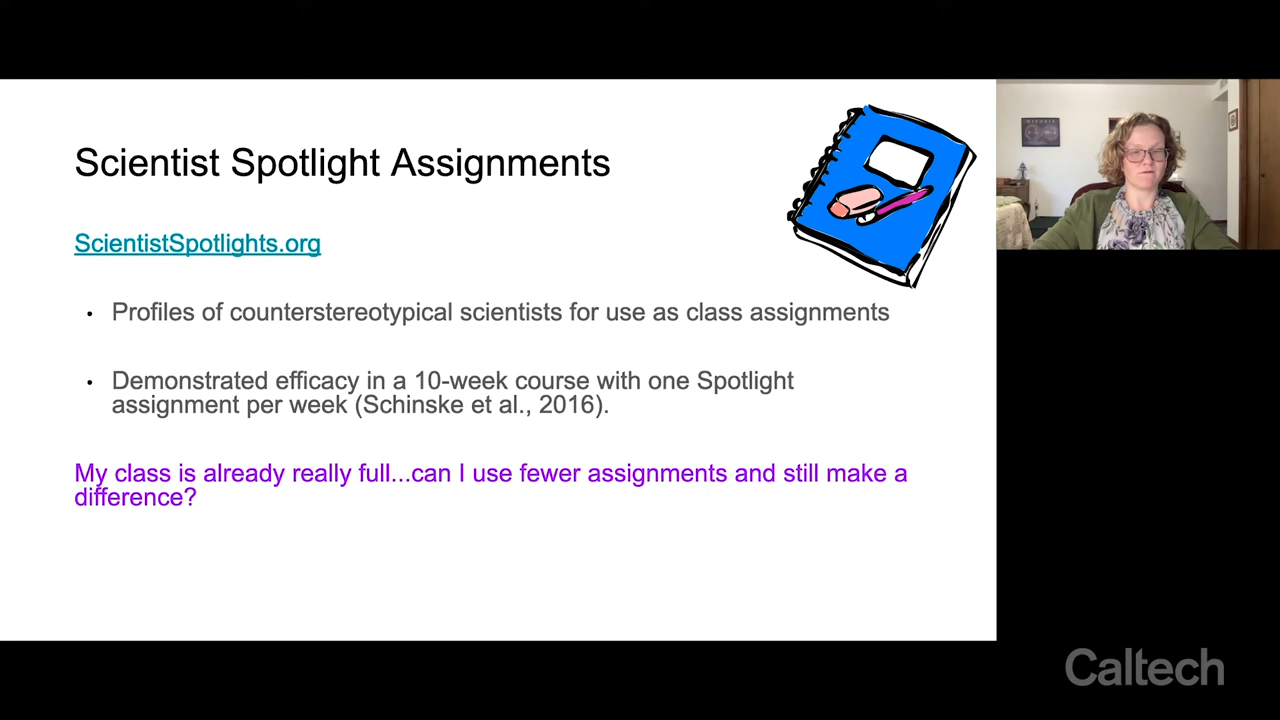 Scientist Spotlight Assignments
ScientistSpotlights.org
• Profiles of counterstereotypical scientists for use as class assignments
• Demonstrated efficacy in a 10-week course with one Spotlight
assignment per week (Schinske et al., 2016).
My class is already really full...can I use fewer assignments and still make a
difference?
Caltech